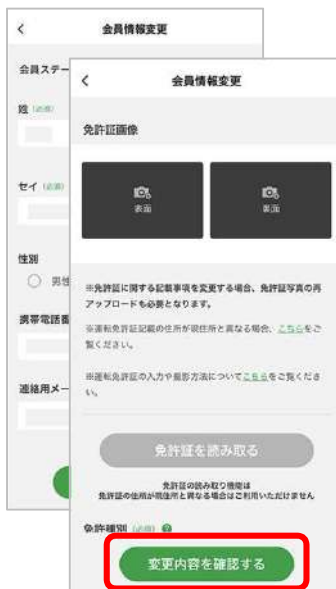 会員情報変更
会員ステー
姓 (必須)
セイ (必須)
性別
男性
携帯電話番
連絡用メー
会員情報変更
免許証画像
表面
裏面
※免許証に関する記載事項を変更する場合、免許証写真の再
アップロードも必要となります。
※運転免許証記載の住所が現住所と異なる場合、こちらをご
覧ください。
※運転免許証の入力や撮影方法についてこちらをご覧くださ
い。
免許証を読み取る
免許証の読み取り機能は
免許証の住所が現住所と異なる場合はご利用いただけません
免許種別 (必須) ?
変更内容を確認する